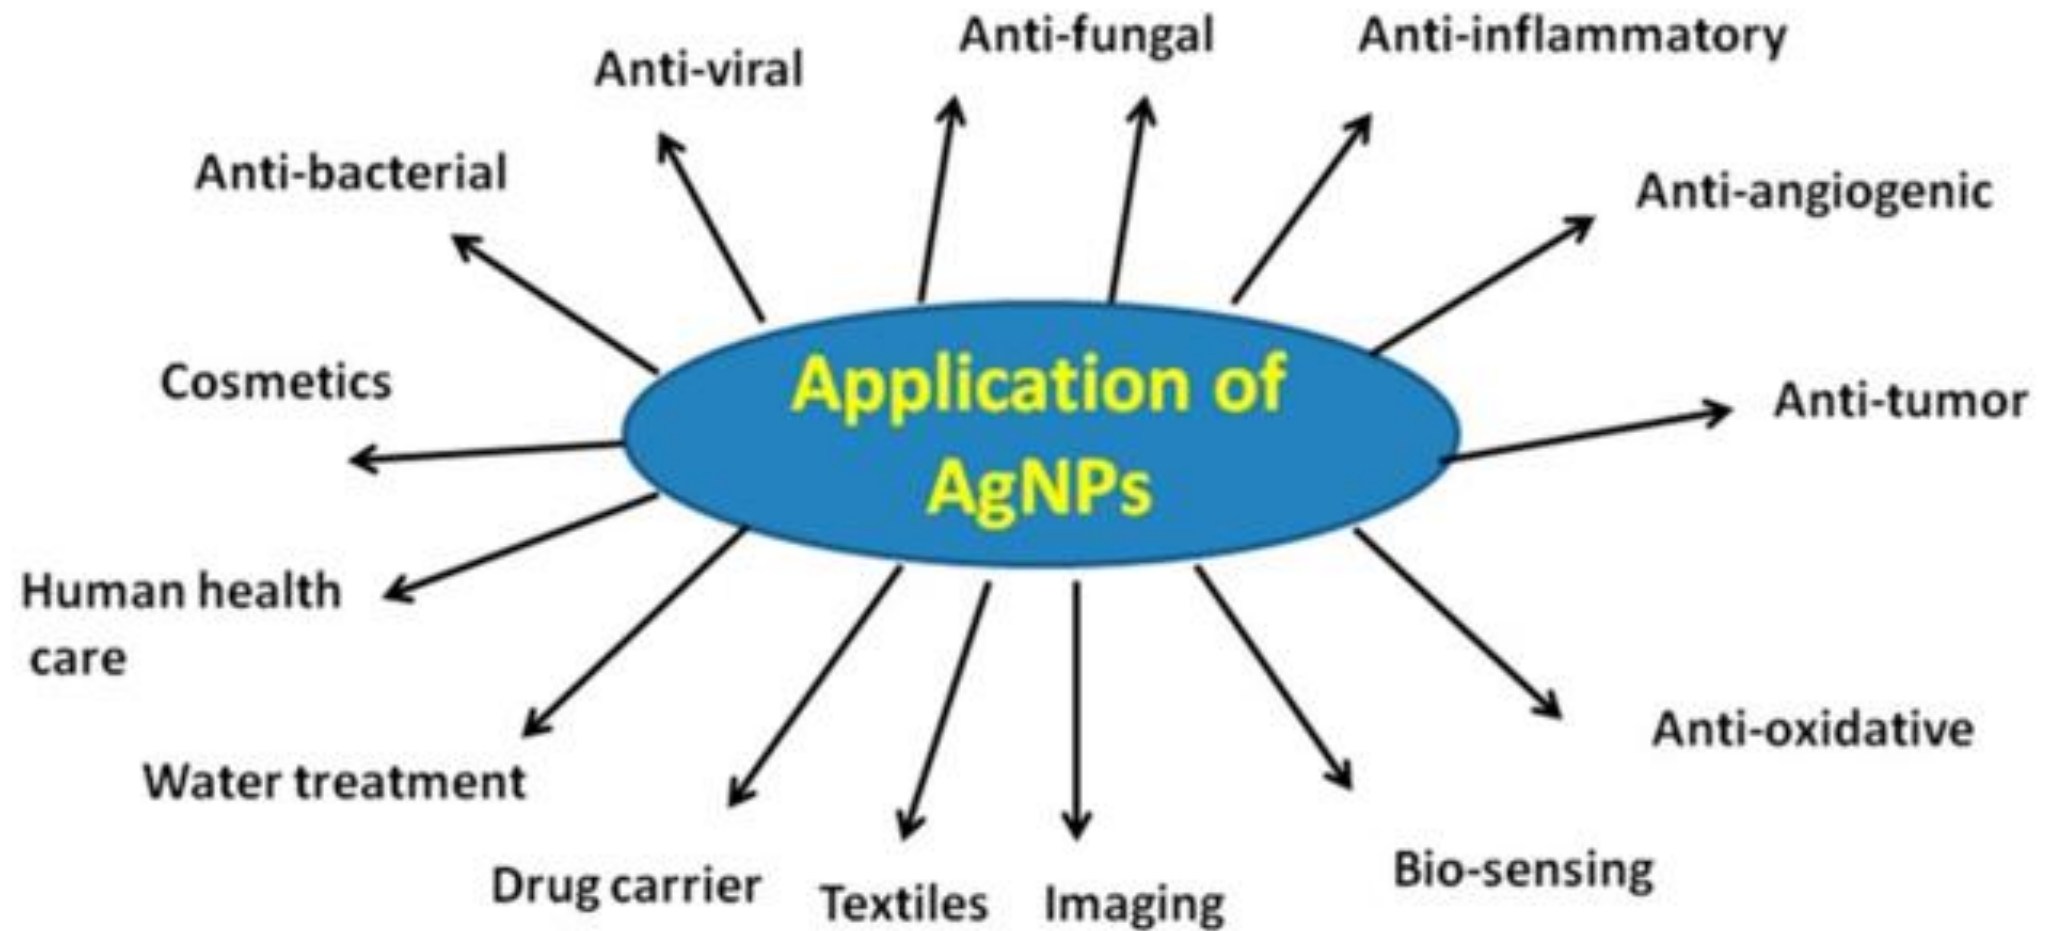 Anti-fungal
Anti-inflammatory
Anti-viral
Anti-bacterial
Anti-angiogenic
Cosmetics
Application of
AgNPs
Anti-tumor
Human health
care
Water treatment
Anti-oxidative
Drug carrier
Textiles
Imaging
Bio-sensing